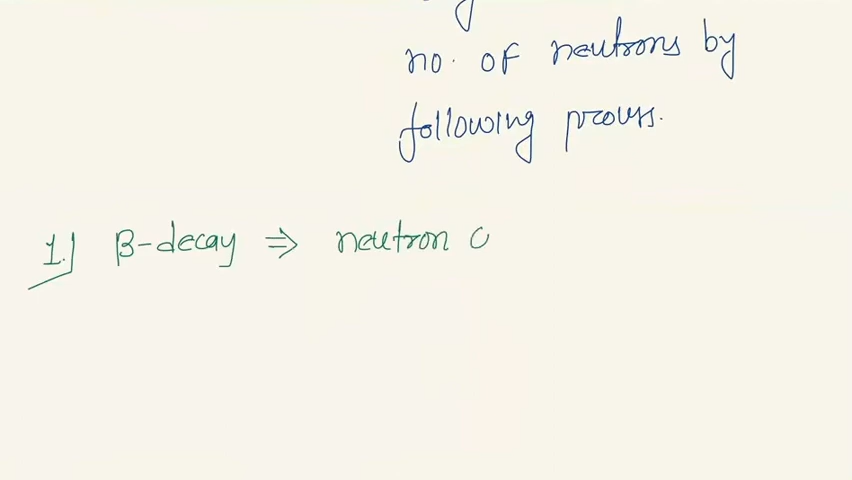 no. of neutrons by
following process.
1.) β-decay ⇒ neutron c